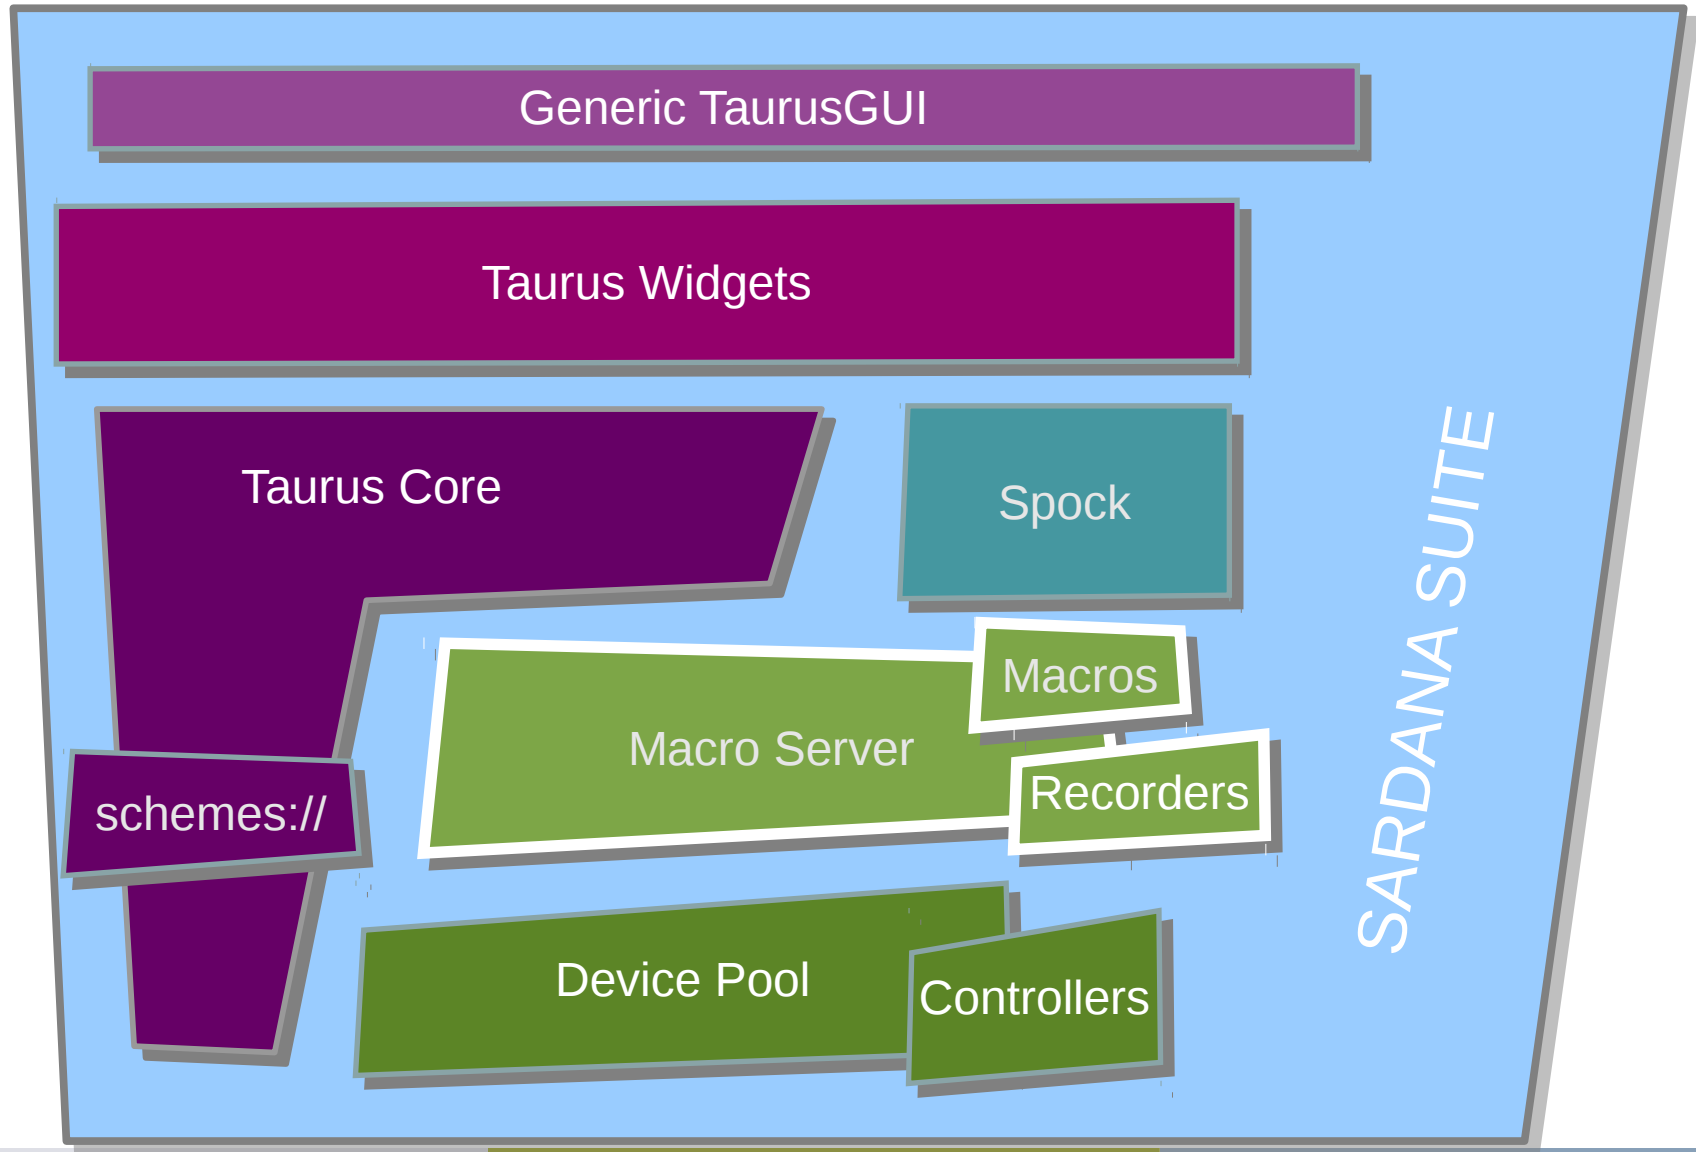 Generic TaurusGUI
Taurus Widgets
Taurus Core
Spock
Macros
Macro Server
Recorders
schemes://
Device Pool
Controllers
SARDANA SUITE